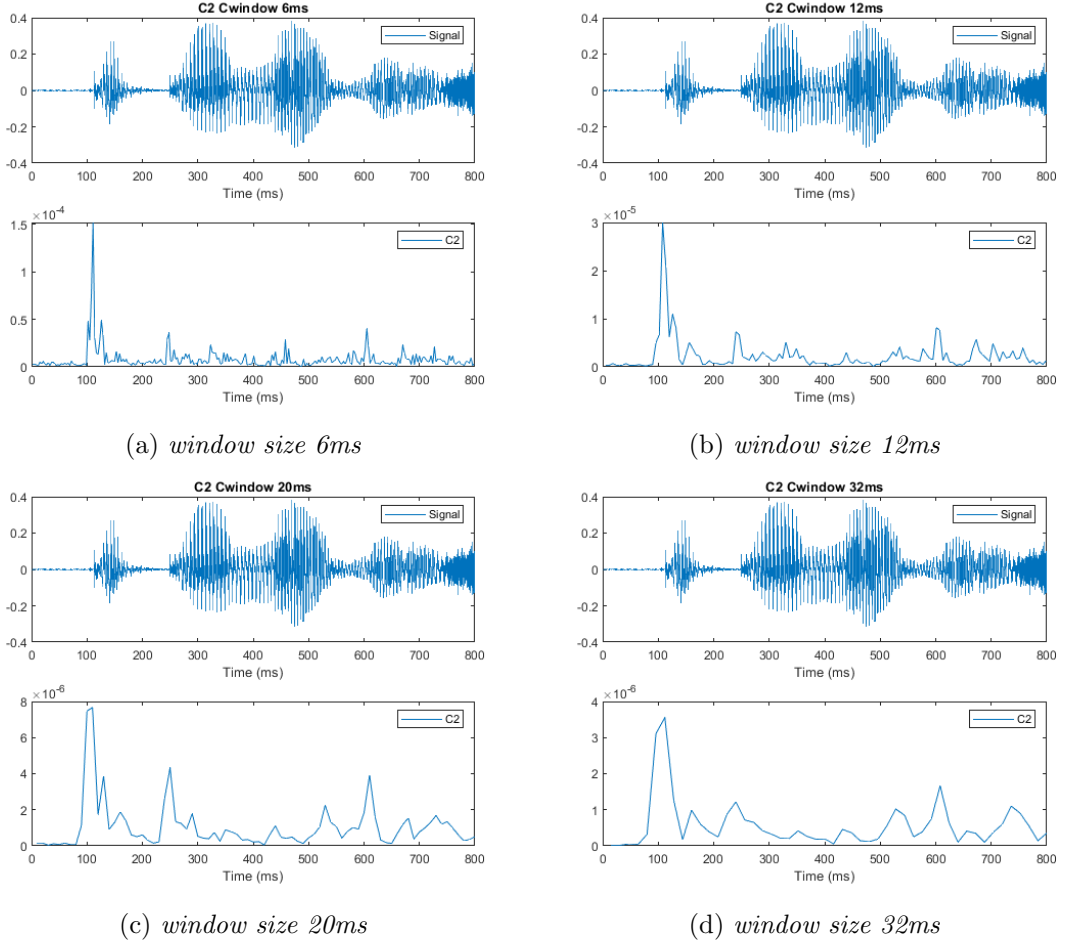 C2 Cwindow 6ms
0.4
0.2
0
-0.2
-0.4
Signal
0 100 200 300 400 500 600 700 800
Time (ms)
×10-4
1.5
1
0.5
0
C2
0 100 200 300 400 500 600 700 800
Time (ms)
(a) window size 6ms
C2 Cwindow 12ms
0.4
0.2
0
-0.2
-0.4
Signal
0 100 200 300 400 500 600 700 800
Time (ms)
×10-5
3
2
1
0
C2
0 100 200 300 400 500 600 700 800
Time (ms)
(b) window size 12ms
C2 Cwindow 20ms
0.4
0.2
0
-0.2
-0.4
Signal
0 100 200 300 400 500 600 700 800
Time (ms)
×10-6
8
6
4
2
0
C2
0 100 200 300 400 500 600 700 800
Time (ms)
(c) window size 20ms
C2 Cwindow 32ms
0.4
0.2
0
-0.2
-0.4
Signal
0 100 200 300 400 500 600 700 800
Time (ms)
×10-6
4
3
2
1
0
C2
0 100 200 300 400 500 600 700 800
Time (ms)
(d) window size 32ms